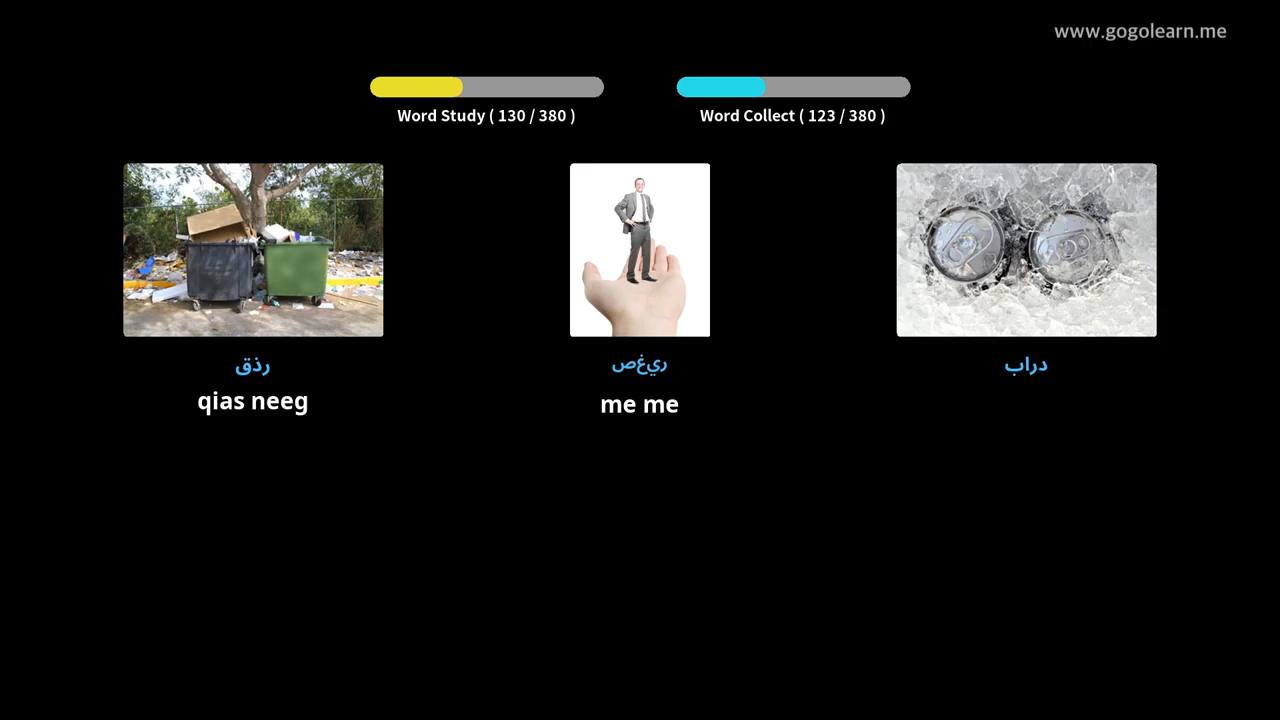 www.gogolearn.me
Word Study ( 130 / 380 )
Word Collect ( 123 / 380 )
رذق
ريغص
دراب
qias neeg
me me